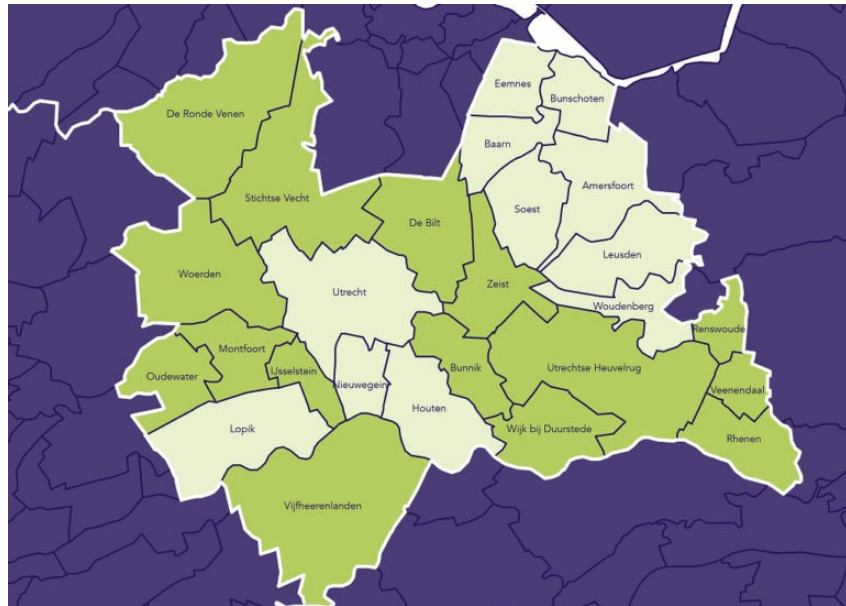 Eemnes
Bunschoten
De Ronde Venen
Baarn
Amersfoort
Stichtse Vecht
Soest
De Bilt
Leusden
Woerden
Zeist
Utrecht
Woudenberg
Renswoude
Montfoort
Bunnik
Utrechtse Heuvelrug
IJsselstein
Oudewater
Nieuwegein
Veenendaal
Houten
Lopik
Wijk bij Duurstede
Rhenen
Vijfheerenlanden